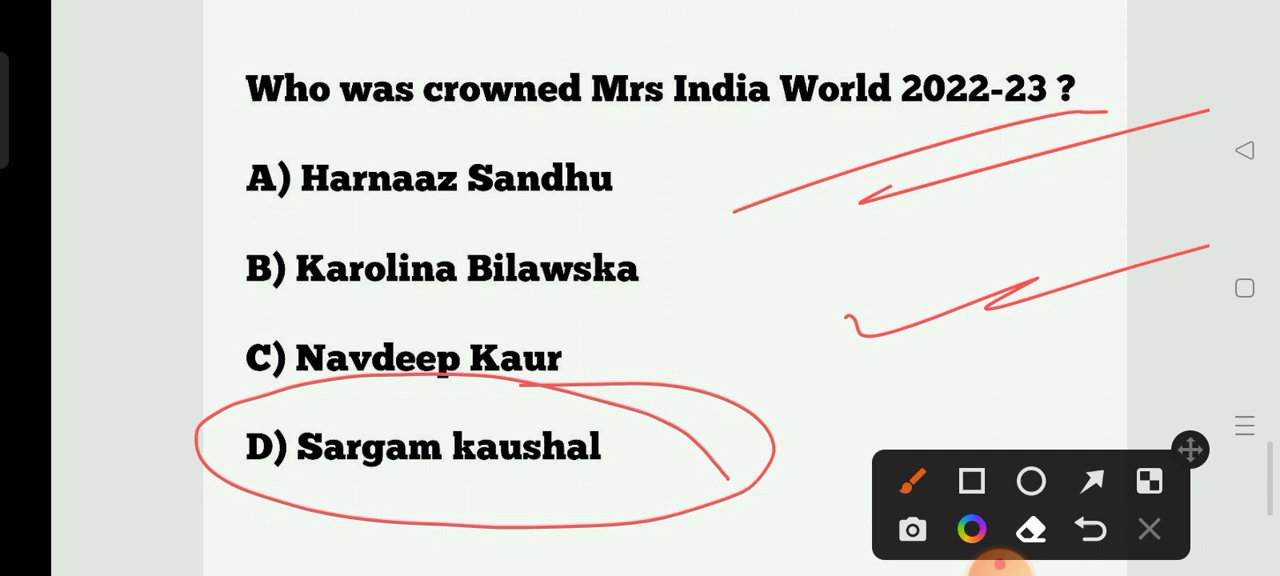 Who was crowned Mrs India World 2022-23 ?
A) Harnaaz Sandhu
B) Karolina Bilawska
C) Navdeep Kaur
D) Sargam kaushal